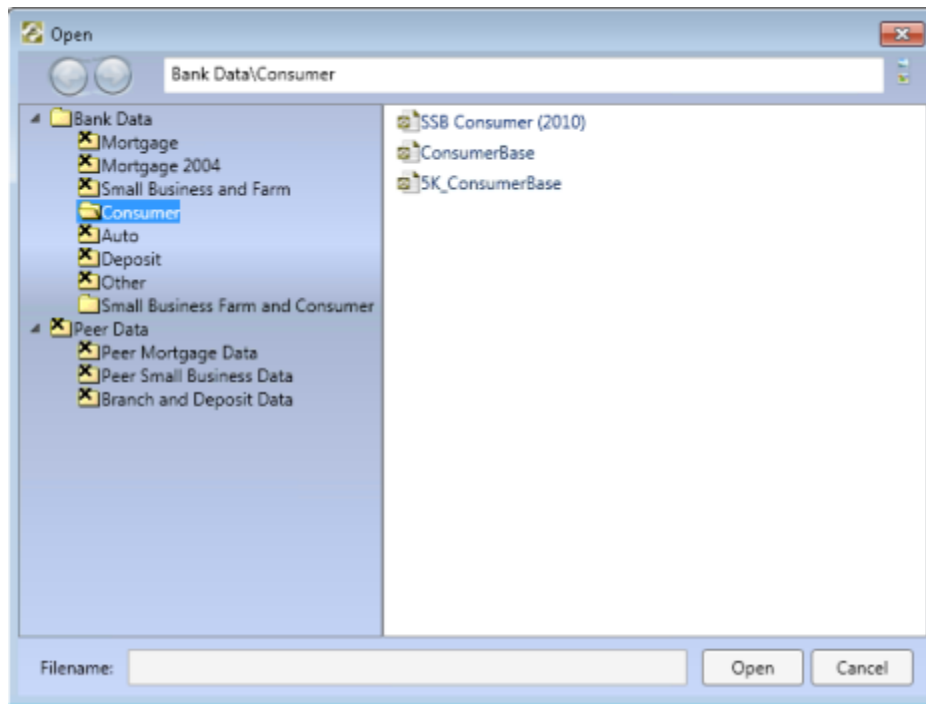 Open
Bank Data\Consumer
Bank Data
Mortgage
Mortgage 2004
Small Business and Farm
Consumer
Auto
Deposit
Other
Small Business Farm and Consumer
Peer Data
Peer Mortgage Data
Peer Small Business Data
Branch and Deposit Data
SSB Consumer (2010)
ConsumerBase
5K_ConsumerBase
Filename:
Open
Cancel